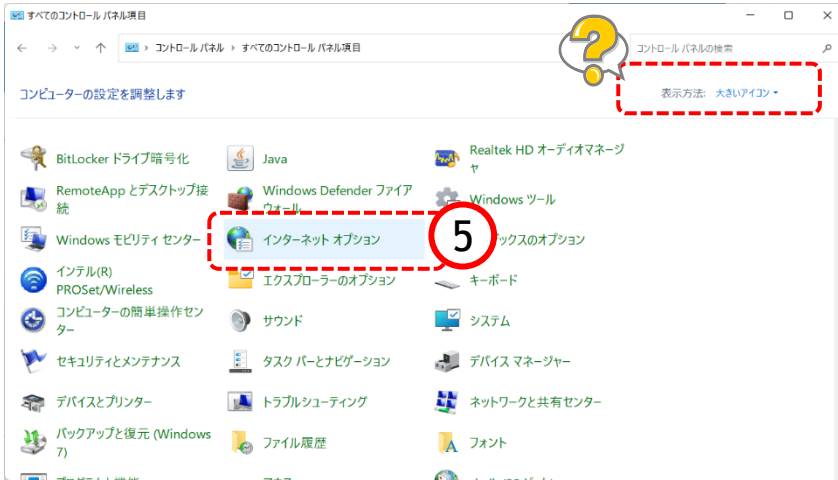 すべてのコントロール パネル項目
コントロール パネル › すべてのコントロール パネル項目
コントロール パネルの検索
?
コンピューターの設定を調整します
表示方法: 大きいアイコン
BitLocker ドライブ暗号化
Java
Realtek HD オーディオマネージ
ャ
RemoteApp とデスクトップ接
続
Windows Defender ファイア
ウォール
Windows ツール
Windows モビリティ センター
インターネット オプション
5
ックスのオプション
インテル(R)
PROSet/Wireless
エクスプローラーのオプション
キーボード
コンピューターの簡単操作セン
ター
サウンド
システム
セキュリティとメンテナンス
タスク バーとナビゲーション
デバイス マネージャー
デバイスとプリンター
トラブルシューティング
ネットワークと共有センター
バックアップと復元 (Windows
7)
ファイル履歴
フォント